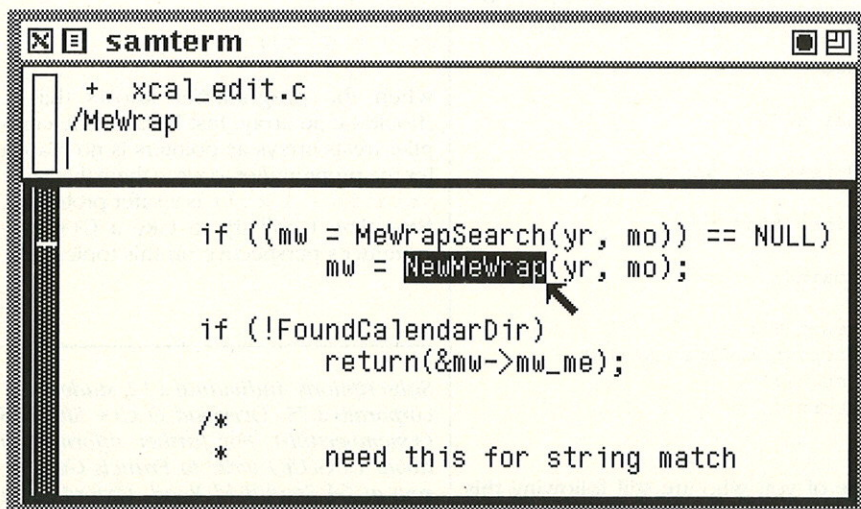 samterm
+. xcal_edit.c
/MeWrap
if ((mw = MeWrapSearch(yr, mo)) == NULL)
mw = NewMeWrap(yr, mo);
if (!FoundCalendarDir)
return(&mw->mw_me);
/*
* need this for string match